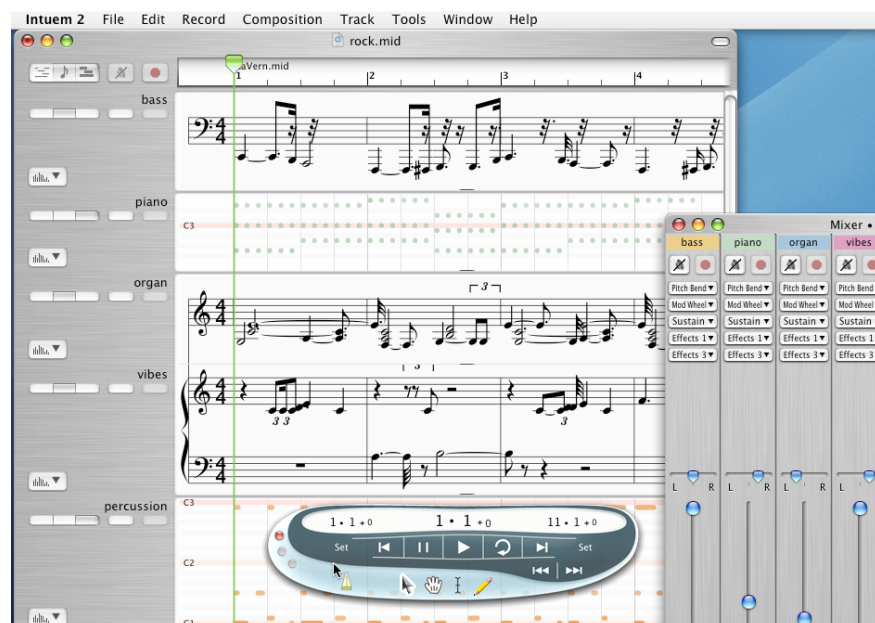 Intuem 2 File Edit Record Composition Track Tools Window Help
rock.mid
aVern.mid
1 2 3 4
bass
piano
C3
organ
3
vibes
3
3 3
3
percussion
C3
C2
C1
1 • 1 +0 1 • 1 +0 11 • 1 +0
Set Set
Mixer •
bass piano organ vibes
Pitch Bend Pitch Bend Pitch Bend Pitch Bend
Mod Wheel Mod Wheel Mod Wheel Mod Wheel
Sustain Sustain Sustain Sustain
Effects 1 Effects 1 Effects 1 Effects 1
Effects 3 Effects 3 Effects 3 Effects 3
L R L R L R L